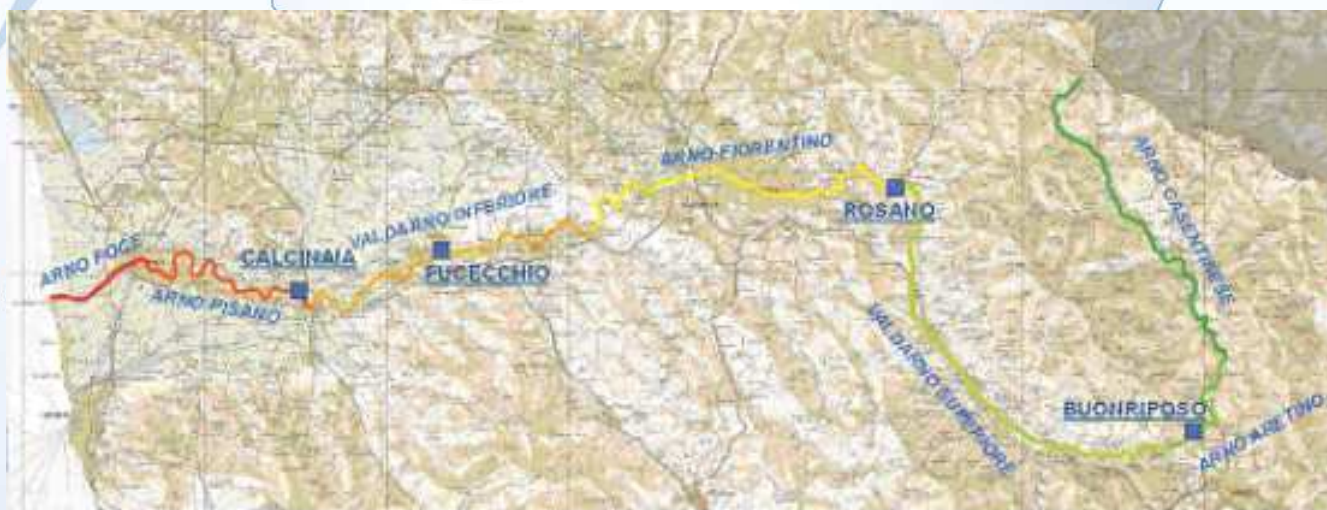 ARNO FOCE
ARNO PISANO
CALCINAIA
VALDARNO INFERIORE
FUCECCHIO
ARNO FIORENTINO
ROSANO
VALDARNO SUPERIORE
ARNO CASENTINESE
BUONRIPOSO
ARNO ARETINO